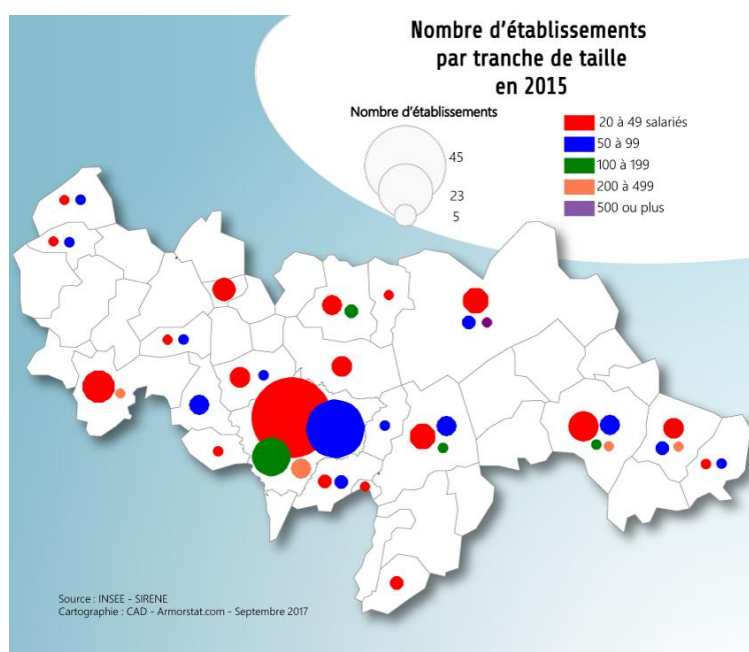 Nombre d'établissements
par tranche de taille
en 2015
Nombre d'établissements
45
23
5
20 à 49 salariés
50 à 99
100 à 199
200 à 499
500 ou plus
Source : INSEE - SIRENE
Cartographie : CAD - Armorstat.com - Septembre 2017